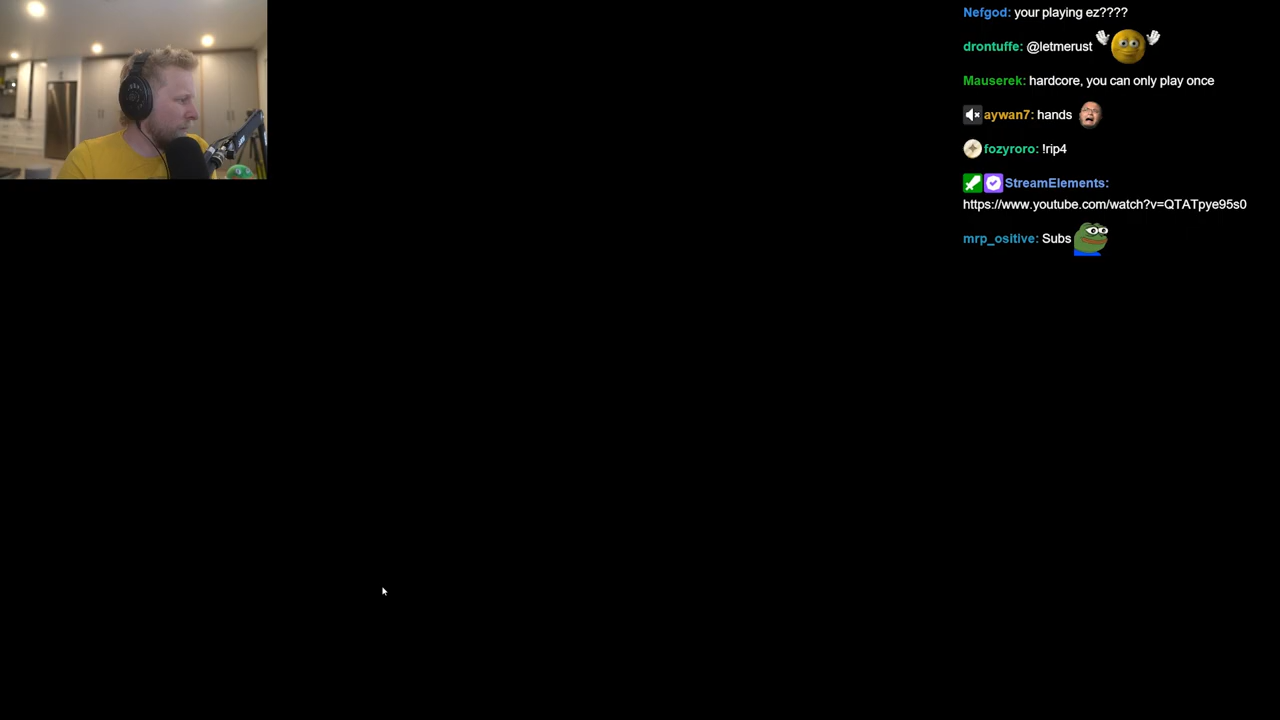 Nefgod: your playing ez????
drontuffe: @letmerust
Mauserek: hardcore, you can only play once
aywan7: hands
fozyroro: !rip4
StreamElements:
https://www.youtube.com/watch?v=QTATpye95s0
mrp_ositive: Subs